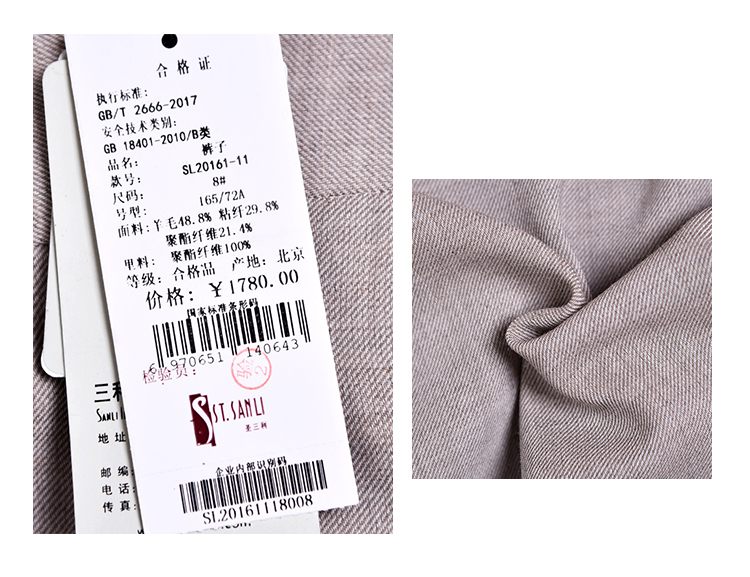 合格证
执行标准:
GB/T 2666-2017
安全技术类别:
GB 18401-2010/B类
品名: 裤子
款号: SL20161-11
尺码: 8#
号型: 165/72A
面料: 羊毛48.8% 粘纤29.8%
聚酯纤维21.4%
里料: 聚酯纤维100%
等级: 合格品 产地: 北京
价格: ¥1780.00
国家标准条形码
6 970651 140643
检验员:
ST.SANLI
圣三利
企业内部识别码
SL20161118008
三利
SANLI
地址
邮编:
电话:
传真: